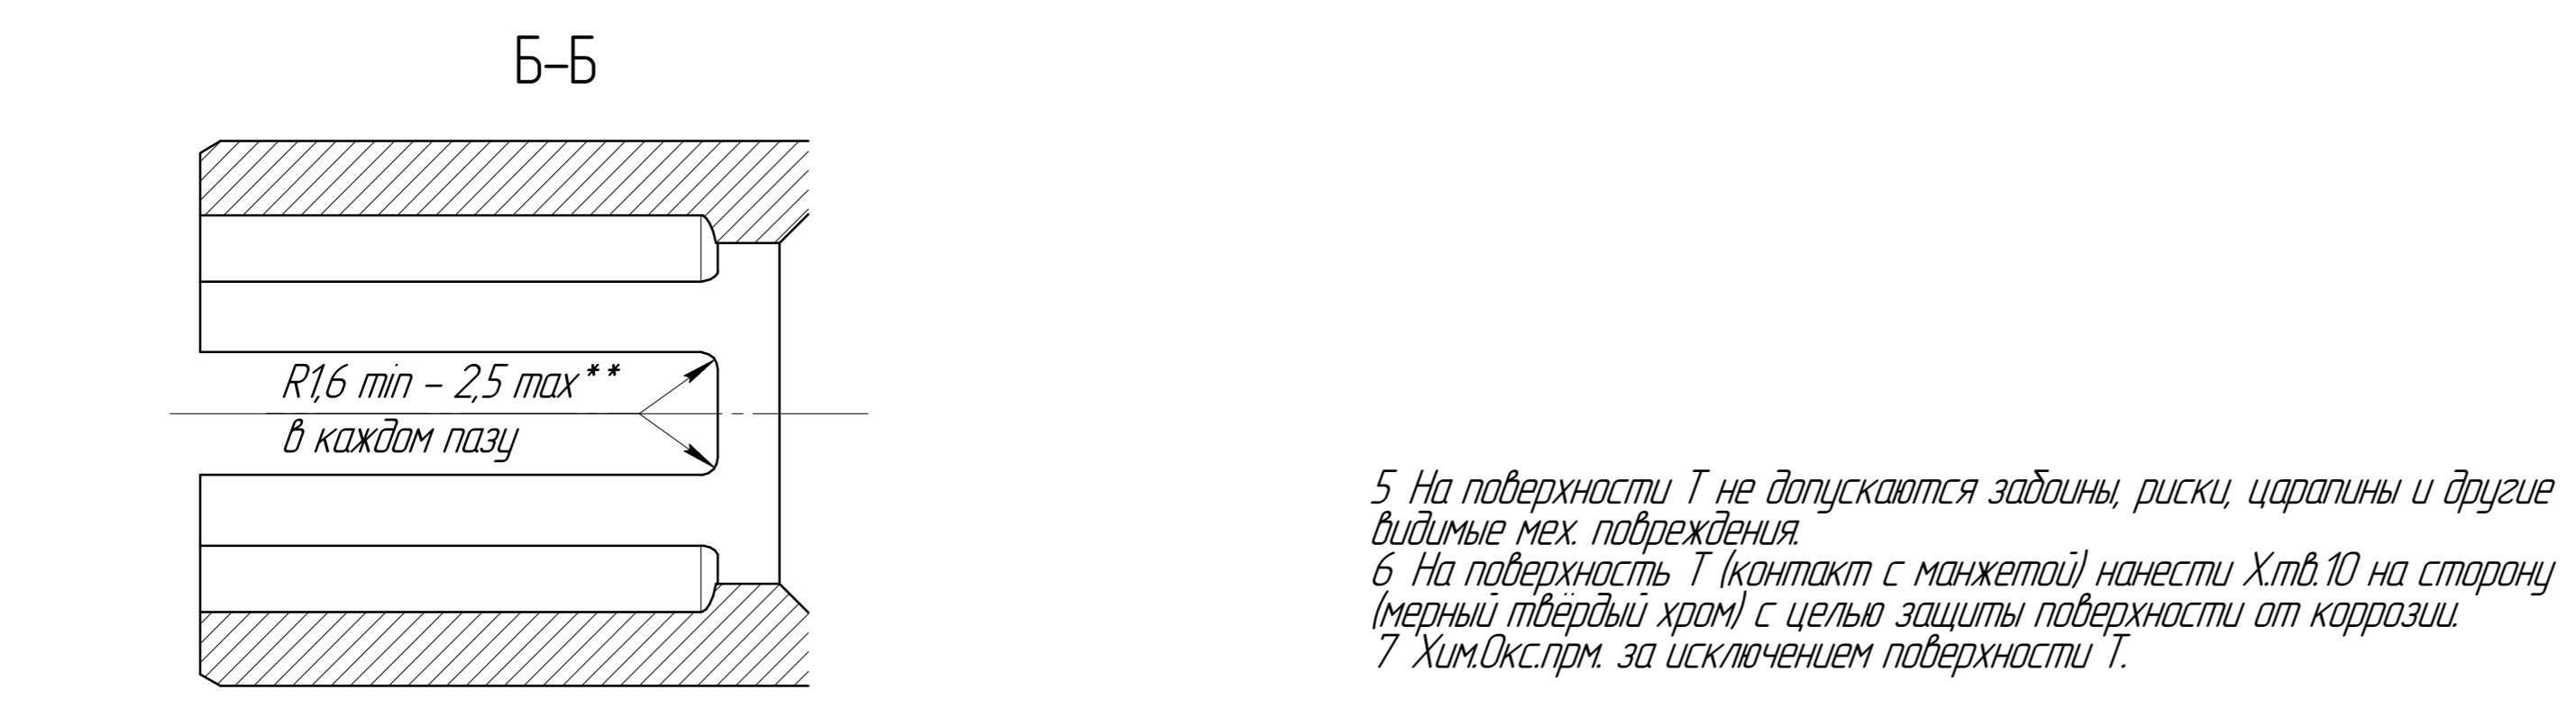 Б–Б
R1,6 min – 2,5 max**
в каждом пазу
5 На поверхности Т не допускаются забоины, риски, царапины и другие
видимые мех. повреждения.
6 На поверхность Т (контакт с манжетой) нанести Х.тв.10 на сторону
(мерный твёрдый хром) с целью защиты поверхности от коррозии.
7 Хим.Окс.прм. за исключением поверхности Т.